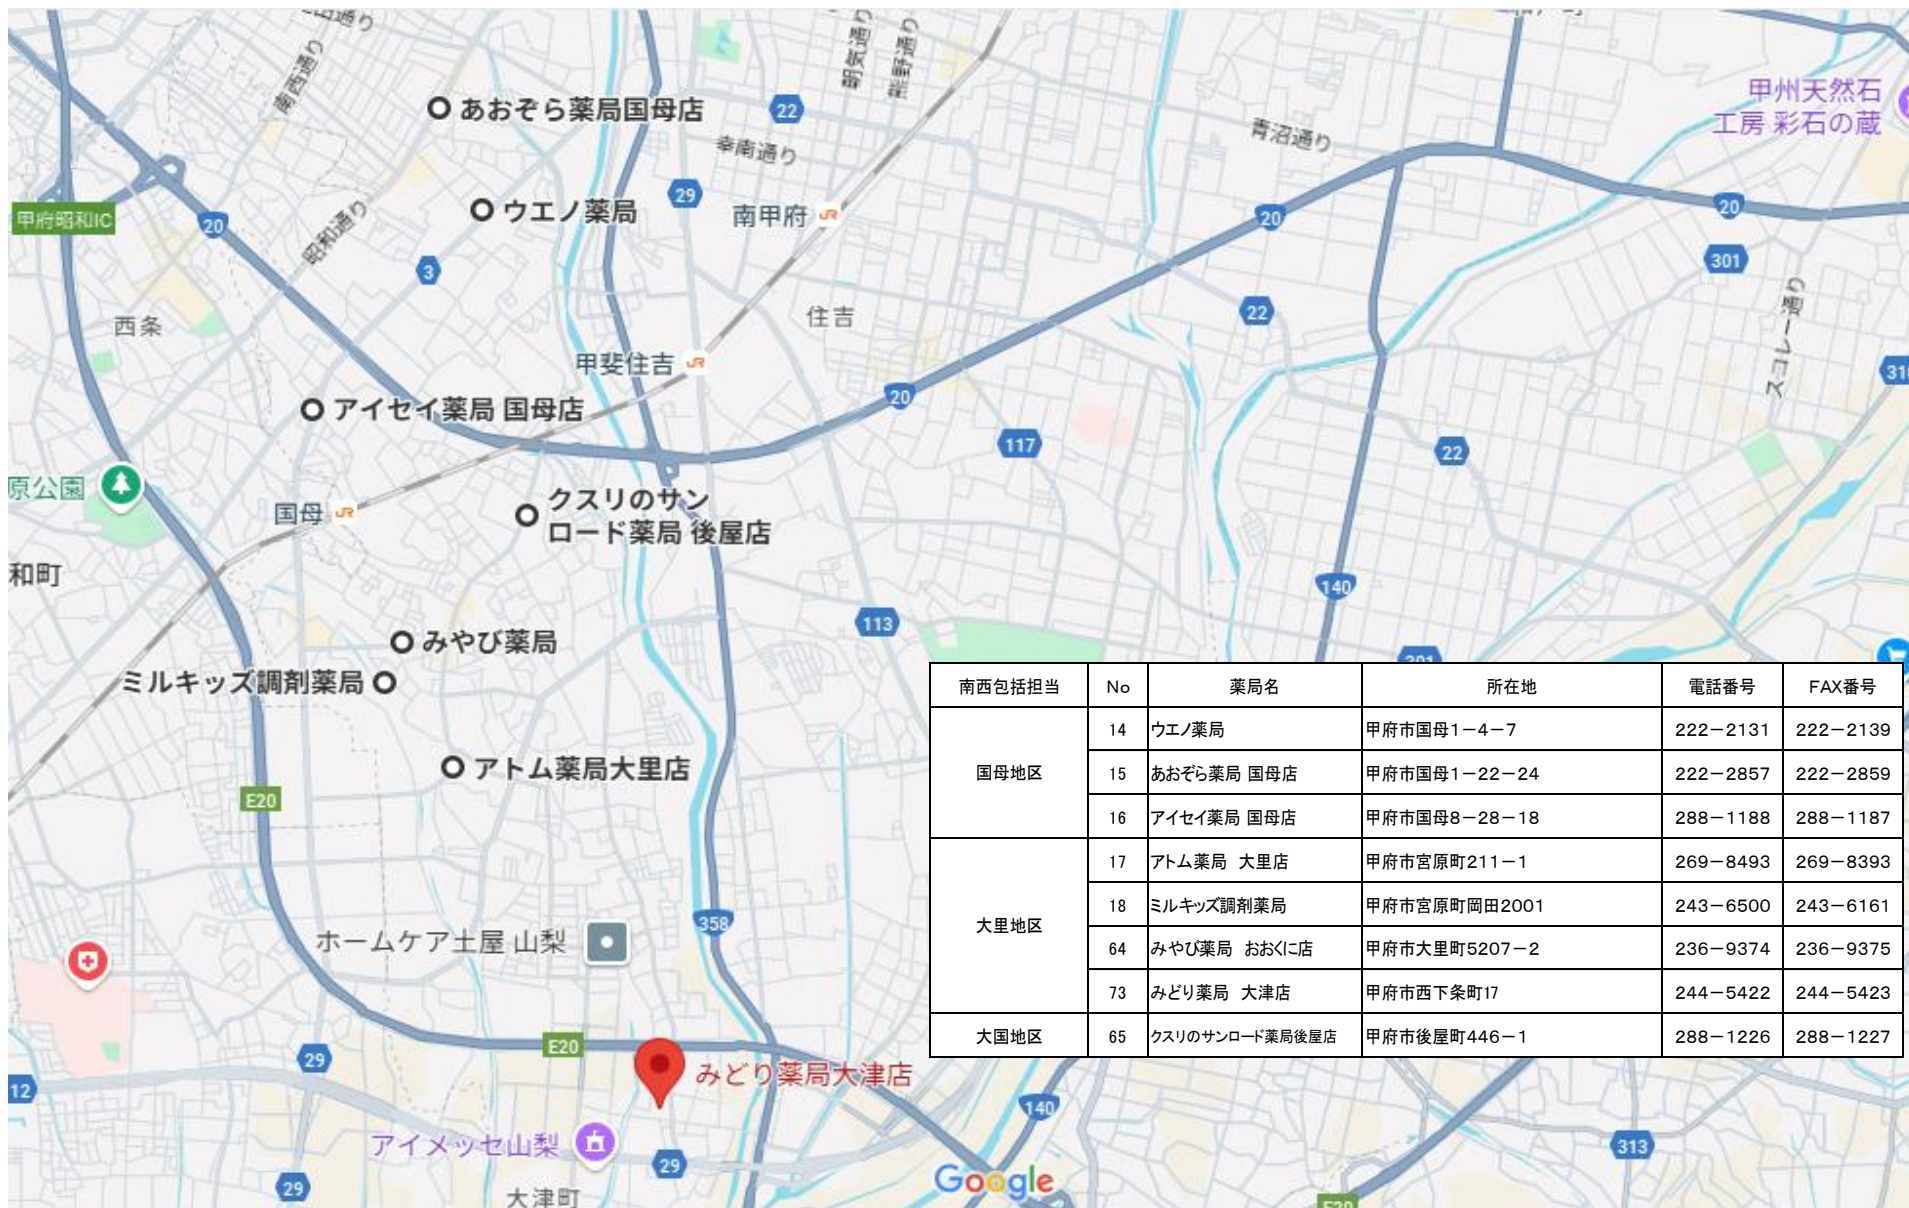 南西通り
朝気通り
熊野通り
甲州天然石
工房 彩石の蔵
あおぞら薬局国母店
22
幸南通り
青沼通り
29
ウエノ薬局
南甲府
甲府昭和IC
20
昭和通り
3
20
20
301
スコレー通り
西条
住吉
22
甲斐住吉
アイセイ薬局 国母店
20
117
22
原公園
国母
クスリのサン
ロード薬局 後屋店
和町
140
113
みやび薬局
ミルキッズ調剤薬局
アトム薬局大里店
E20
南西包括担当 No 薬局名 所在地 電話番号 FAX番号
国母地区
14 ウエノ薬局 甲府市国母1-4-7 222-2131 222-2139
15 あおぞら薬局 国母店 甲府市国母1-22-24 222-2857 222-2859
16 アイセイ薬局 国母店 甲府市国母8-28-18 288-1188 288-1187
大里地区
17 アトム薬局 大里店 甲府市宮原町211-1 269-8493 269-8393
18 ミルキッズ調剤薬局 甲府市宮原町岡田2001 243-6500 243-6161
64 みやび薬局 おおくに店 甲府市大里町5207-2 236-9374 236-9375
73 みどり薬局 大津店 甲府市西下条町17 244-5422 244-5423
大国地区 65 クスリのサンロード薬局後屋店 甲府市後屋町446-1 288-1226 288-1227
358
ホームケア土屋 山梨
E20
29
12
みどり薬局大津店
140
アイメッセ山梨
29
313
29
大津町
Google